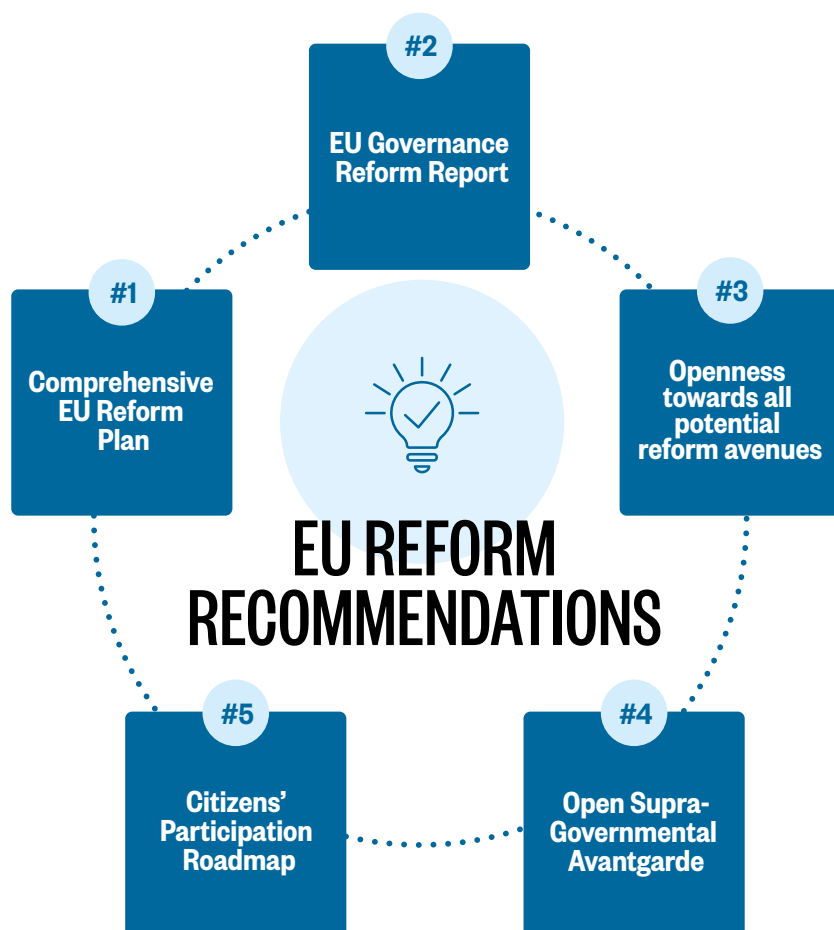 #1
Comprehensive
EU Reform
Plan
#2
EU Governance
Reform Report
#3
Openness
towards all
potential
reform avenues
EU REFORM
RECOMMENDATIONS
#4
Open Supra-
Governmental
Avantgarde
#5
Citizens’
Participation
Roadmap